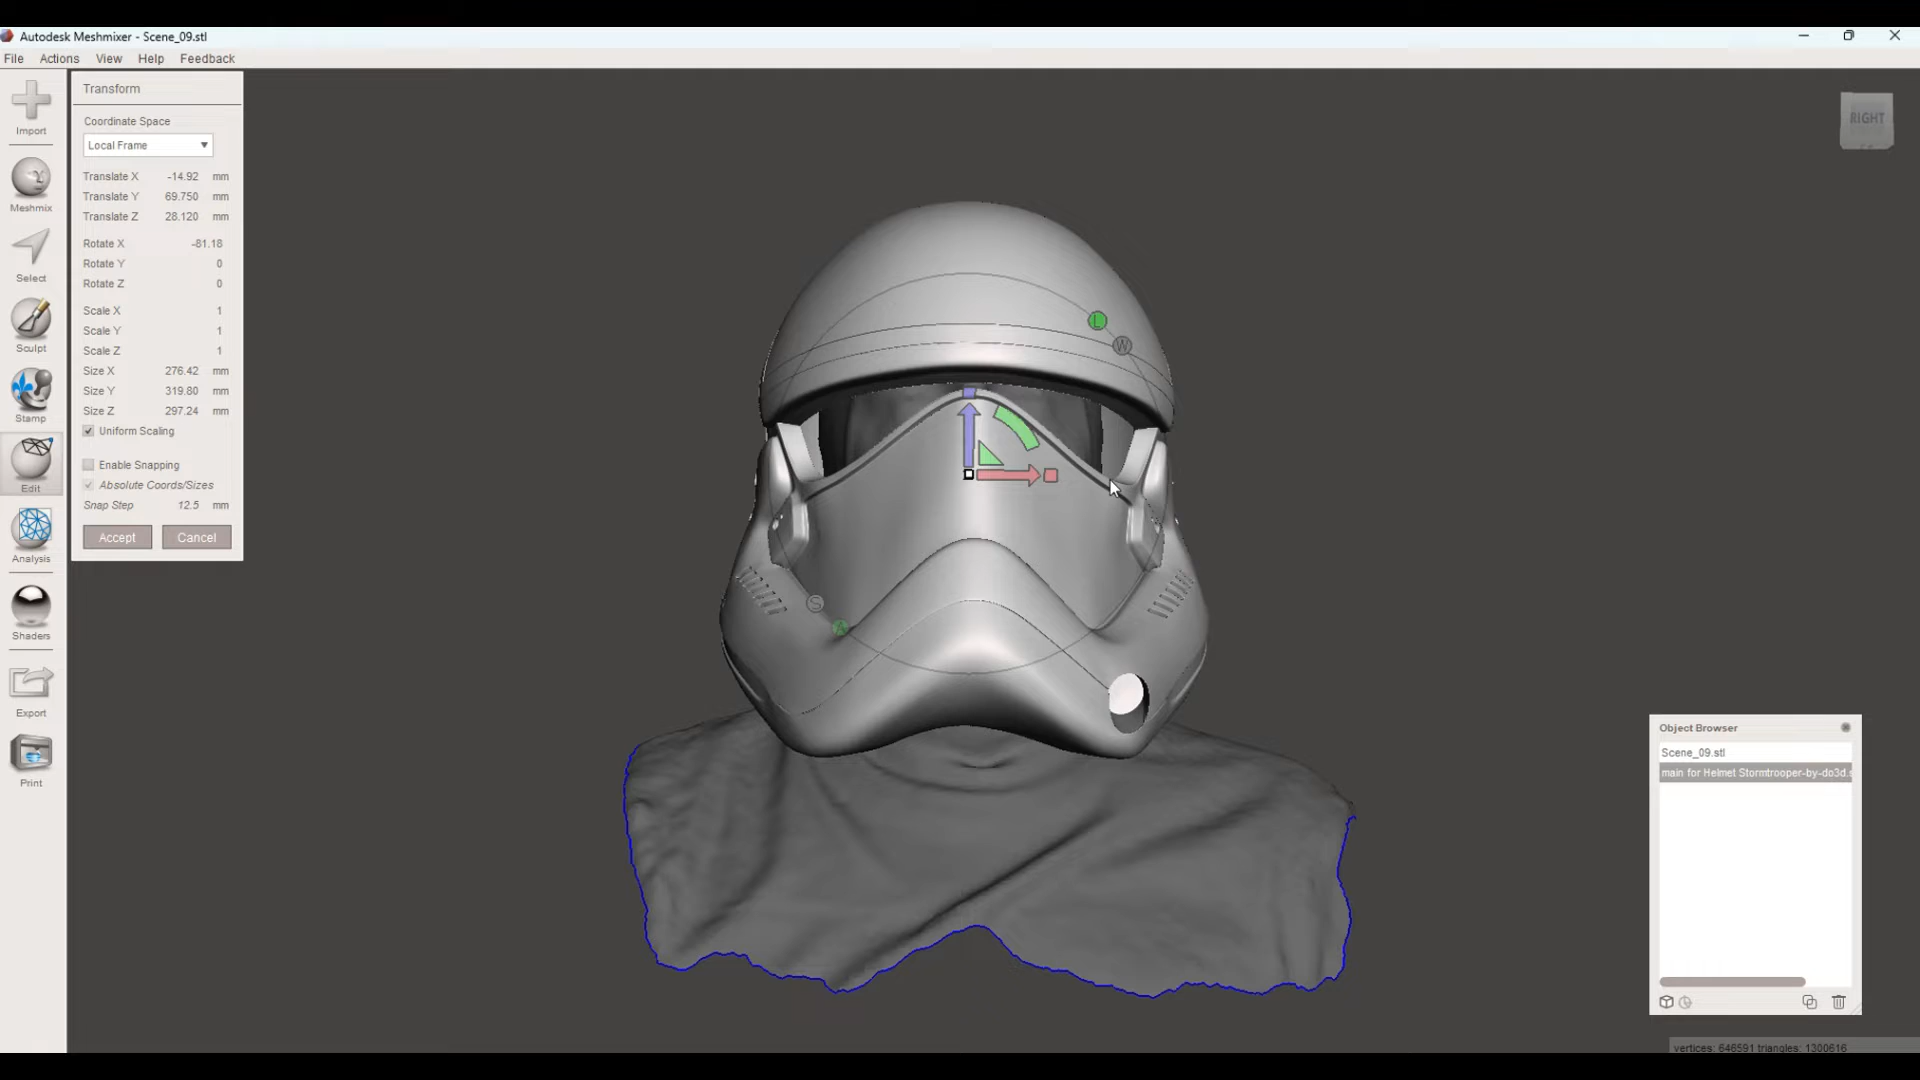 Autodesk Meshmixer - Scene_09.stl
File Actions View Help Feedback
Import
Meshmix
Select
Sculpt
Stamp
Edit
Analysis
Shaders
Export
Print
Transform
Coordinate Space
Local Frame
Translate X -14.92 mm
Translate Y 69.750 mm
Translate Z 28.120 mm
Rotate X -81.18
Rotate Y 0
Rotate Z 0
Scale X 1
Scale Y 1
Scale Z 1
Size X 276.42 mm
Size Y 319.80 mm
Size Z 297.24 mm
Uniform Scaling
Enable Snapping
Absolute Coords/Sizes
Snap Step 12.5 mm
Accept Cancel
RIGHT
L
W
S
A
Object Browser
Scene_09.stl
main for Helmet Stormtrooper-by-do3d.s
vertices: 646591 triangles: 1300616